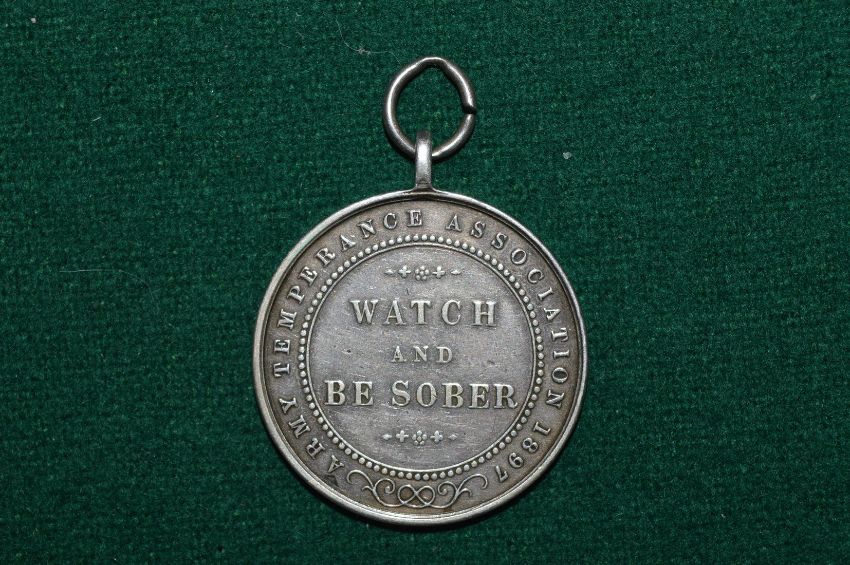 ARMY TEMPERANCE ASSOCIATION 1897
WATCH
AND
BE SOBER